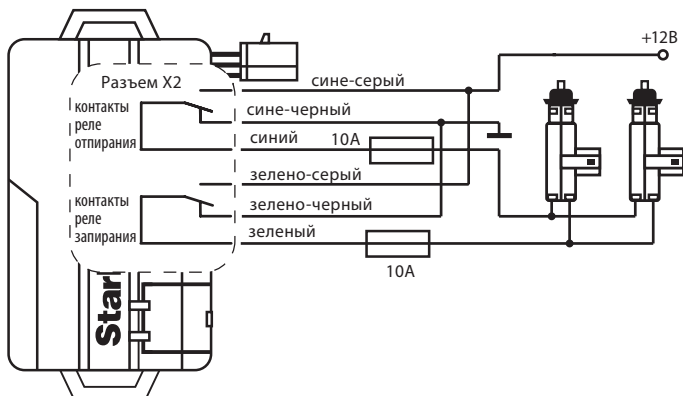 +12В
Разъем X2
сине-серый
контакты
реле
отпирания
сине-черный
синий
10А
зелено-серый
контакты
реле
запирания
зелено-черный
зеленый
10А
Star